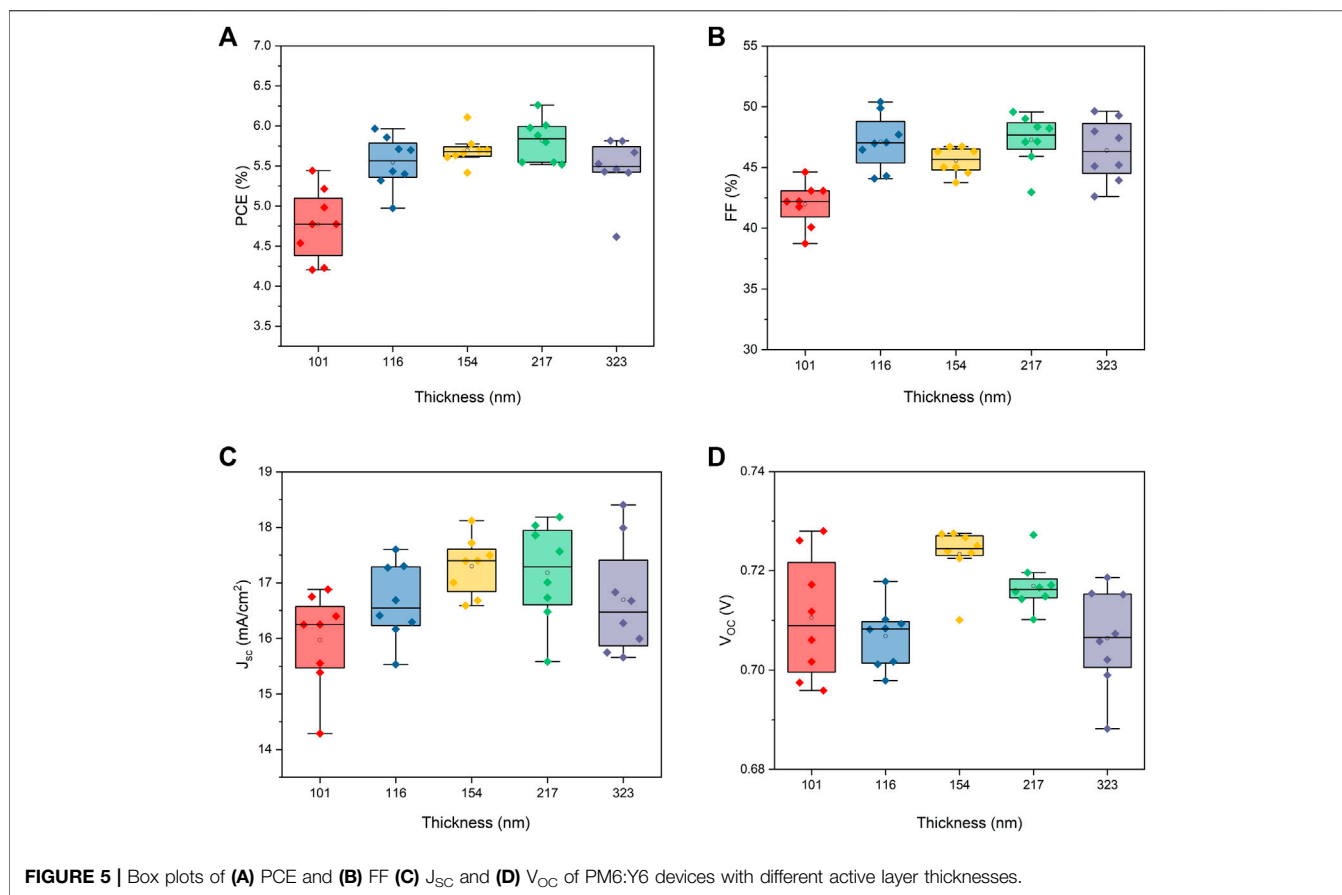 A
7.0
6.5
6.0
5.5
5.0
4.5
4.0
3.5
PCE (%)
101 116 154 217 323
Thickness (nm)
B
55
50
45
40
35
30
FF (%)
101 116 154 217 323
Thickness (nm)
C
19
18
17
16
15
14
Jsc (mA/cm²)
101 116 154 217 323
Thickness (nm)
D
0.74
0.72
0.70
0.68
VOC (V)
101 116 154 217 323
Thickness (nm)
FIGURE 5 | Box plots of (A) PCE and (B) FF (C) JSC and (D) VOC of PM6:Y6 devices with different active layer thicknesses.